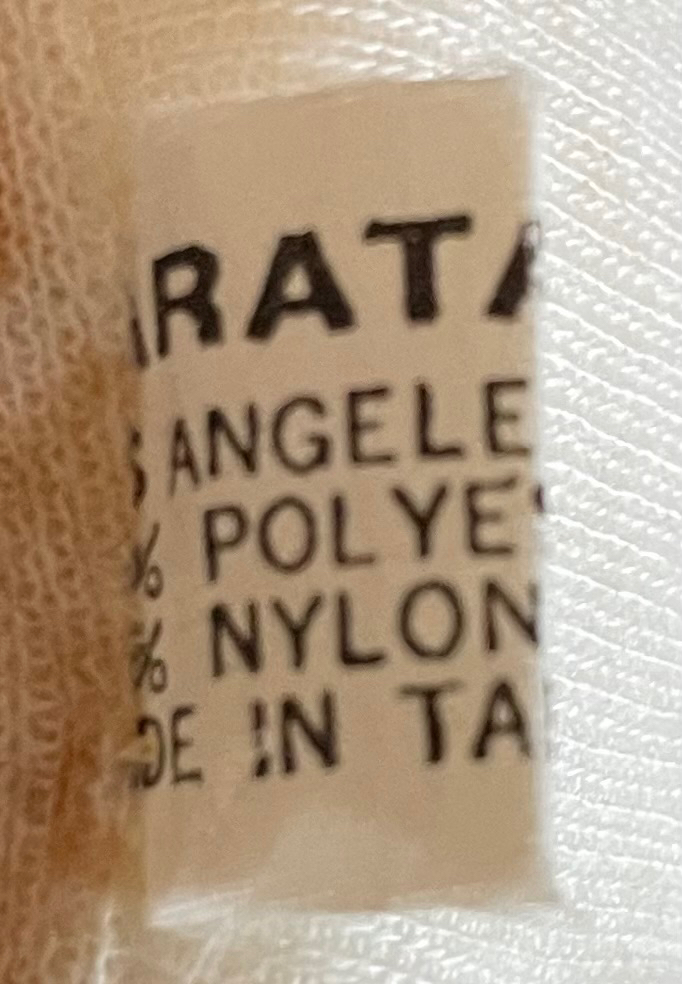 RATA
S ANGELE
% POLYE
% NYLON
DE IN TA